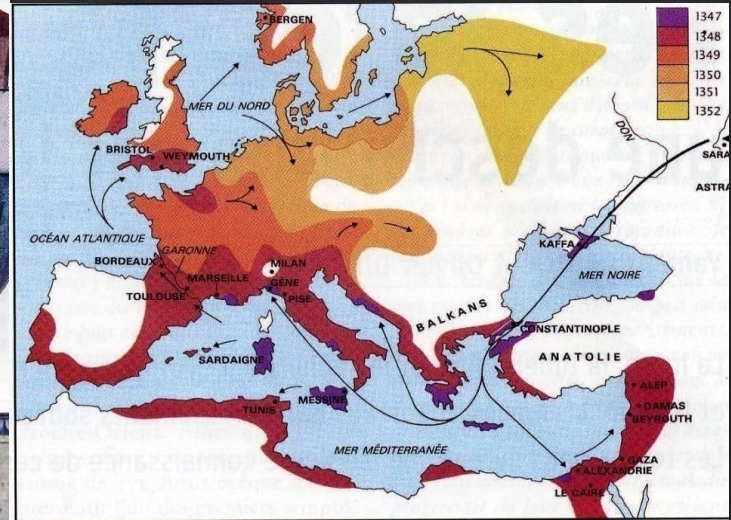 BERGEN
1347
1348
1349
1350
1351
1352
MER DU NORD
DON
BRISTOL
WEYMOUTH
SARA
ASTRA
OCÉAN ATLANTIQUE
GARONNE
BORDEAUX
MILAN
KAFFA
MER NOIRE
MARSEILLE
GÊNE
TOULOUSE
PISE
BALKANS
CONSTANTINOPLE
ANATOLIE
SARDAIGNE
ALEP
TUNIS
MESSINE
DAMAS
BEYROUTH
MER MÉDITERRANÉE
GAZA
ALEXANDRIE
LE CAIRE